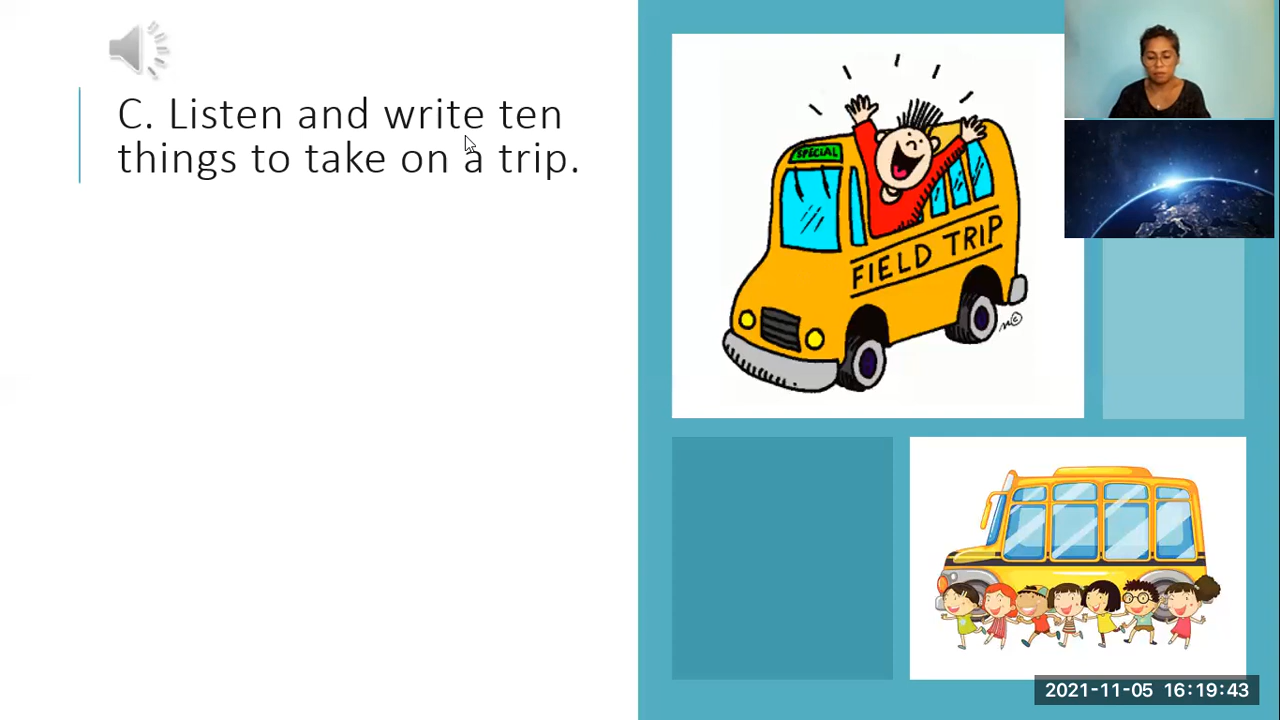 C. Listen and write ten
things to take on a trip.
SPECIAL
FIELD TRIP
2021-11-05 16:19:43